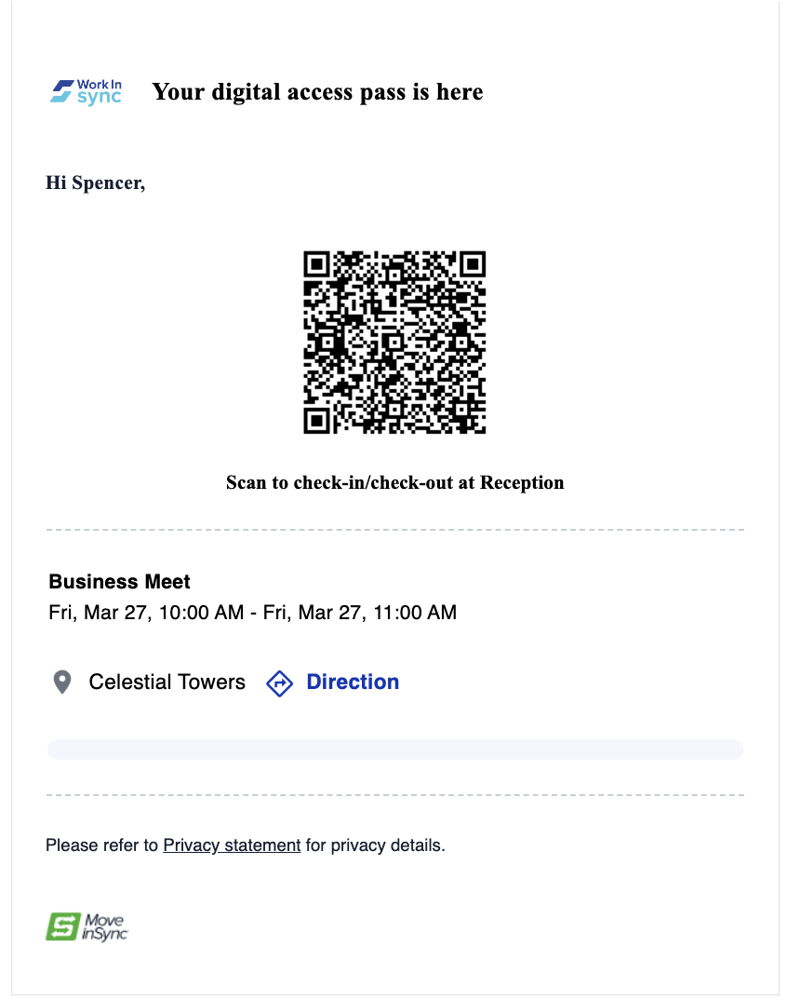 Work In
sync
Your digital access pass is here
Hi Spencer,
Scan to check-in/check-out at Reception
Business Meet
Fri, Mar 27, 10:00 AM - Fri, Mar 27, 11:00 AM
Celestial Towers Direction
Please refer to Privacy statement for privacy details.
Move
inSync